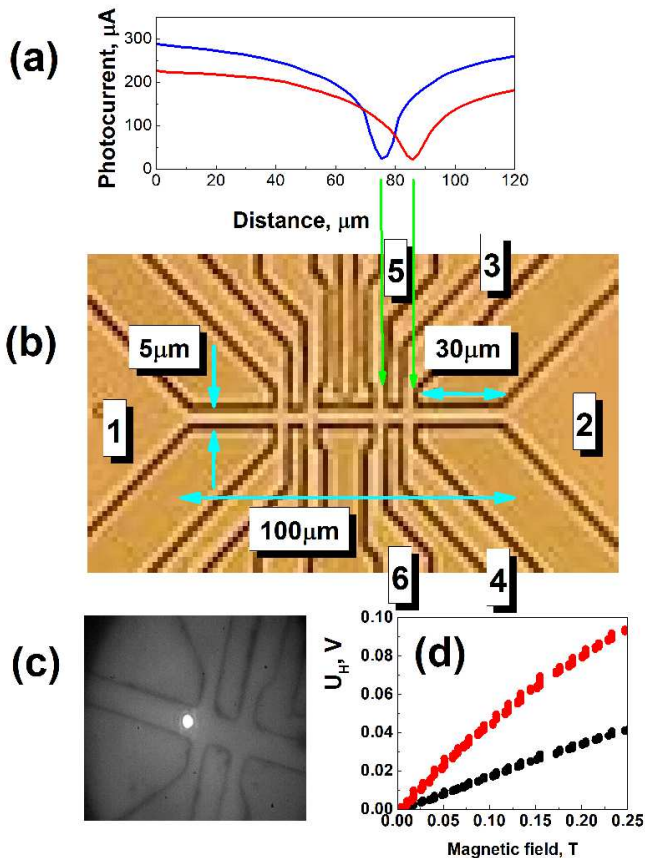 (a)
Photocurrent, μA
300
200
100
0
0 20 40 60 80 100 120
Distance, μm
(b)
5
3
5μm
30μm
1
2
100μm
6
4
(c)
(d)
U_H, V
0.10
0.08
0.06
0.04
0.02
0.00
0.00 0.05 0.10 0.15 0.20 0.25
Magnetic field, T